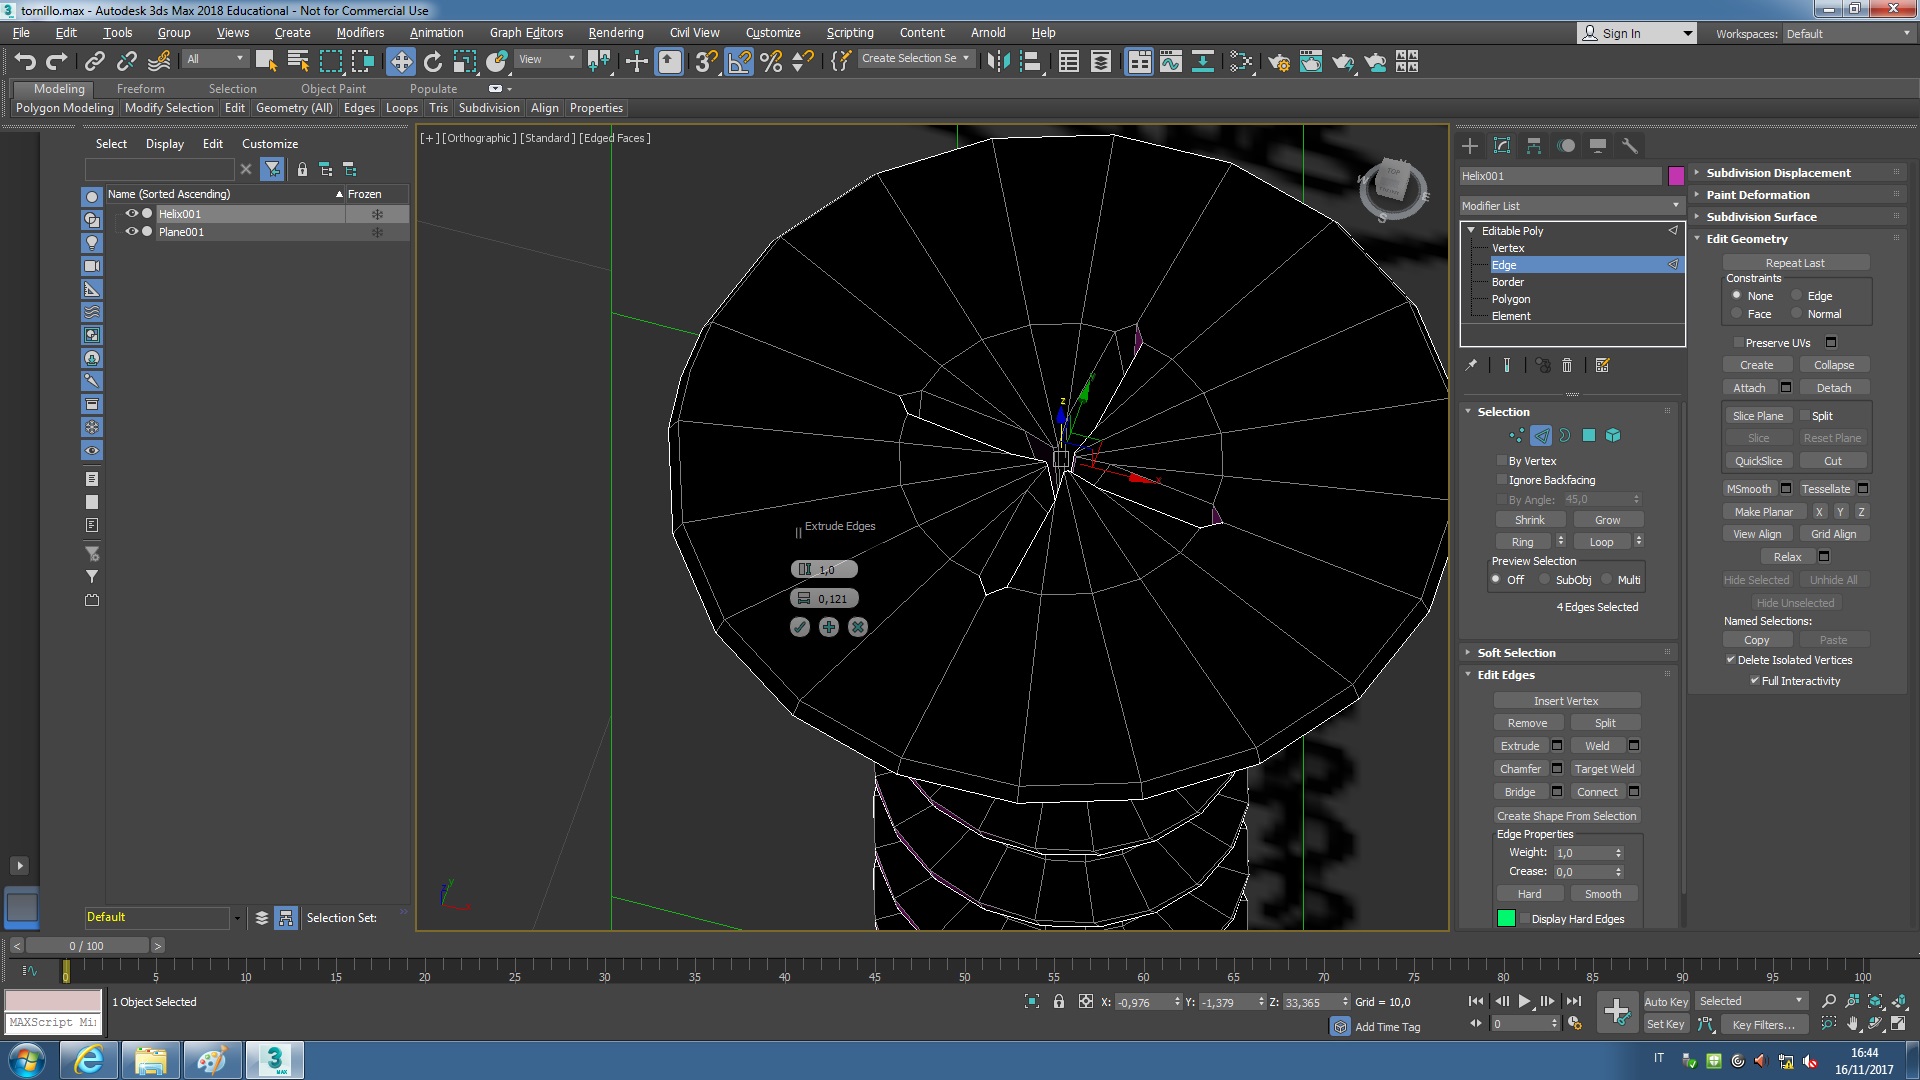 tornillo.max - Autodesk 3ds Max 2018 Educational - Not for Commercial Use
File Edit Tools Group Views Create Modifiers Animation Graph Editors Rendering Civil View Customize Scripting Content Arnold Help
Sign In Workspaces: Default
All View Create Selection Se
Modeling Freeform Selection Object Paint Populate
Polygon Modeling Modify Selection Edit Geometry (All) Edges Loops Tris Subdivision Align Properties
Select Display Edit Customize
Name (Sorted Ascending) Frozen
Helix001
Plane001
[+] [Orthographic] [Standard] [Edged Faces]
TOP
W
E
S
z
y
x
Extrude Edges
1,0
0,121
Helix001
Modifier List
Editable Poly
Vertex
Edge
Border
Polygon
Element
Selection
By Vertex
Ignore Backfacing
By Angle: 45,0
Shrink Grow
Ring Loop
Preview Selection
Off SubObj Multi
4 Edges Selected
Soft Selection
Edit Edges
Insert Vertex
Remove Split
Extrude Weld
Chamfer Target Weld
Bridge Connect
Create Shape From Selection
Edge Properties
Weight: 1,0
Crease: 0,0
Hard Smooth
Display Hard Edges
Subdivision Displacement
Paint Deformation
Subdivision Surface
Edit Geometry
Repeat Last
Constraints
None Edge
Face Normal
Preserve UVs
Create Collapse
Attach Detach
Slice Plane Split
Slice Reset Plane
QuickSlice Cut
MSmooth Tessellate
Make Planar X Y Z
View Align Grid Align
Relax
Hide Selected Unhide All
Hide Unselected
Named Selections:
Copy Paste
Delete Isolated Vertices
Full Interactivity
Default Selection Set:
0 / 100
0 5 10 15 20 25 30 35 40 45 50 55 60 65 70 75 80 85 90 95 100
1 Object Selected X: -0,976 Y: -1,379 Z: 33,365 Grid = 10,0 Auto Key Selected
MAXScript Mi
Add Time Tag 0 Set Key Key Filters...
IT
16:44
16/11/2017